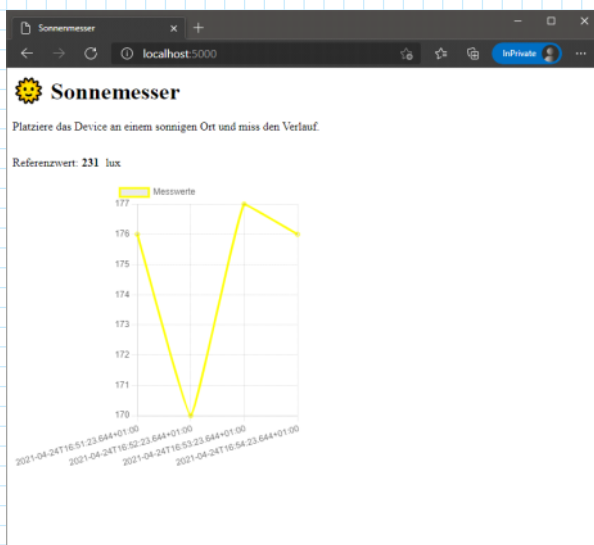 Sonnenmesser
localhost:5000
InPrivate
Sonnemesser
Platziere das Device an einem sonnigen Ort und miss den Verlauf.
Referenzwert: 231 lux
Messwerte
177
176
175
174
173
172
171
170
2021-04-24T16:51:23.644+01:00
2021-04-24T16:52:23.644+01:00
2021-04-24T16:53:23.644+01:00
2021-04-24T16:54:23.644+01:00